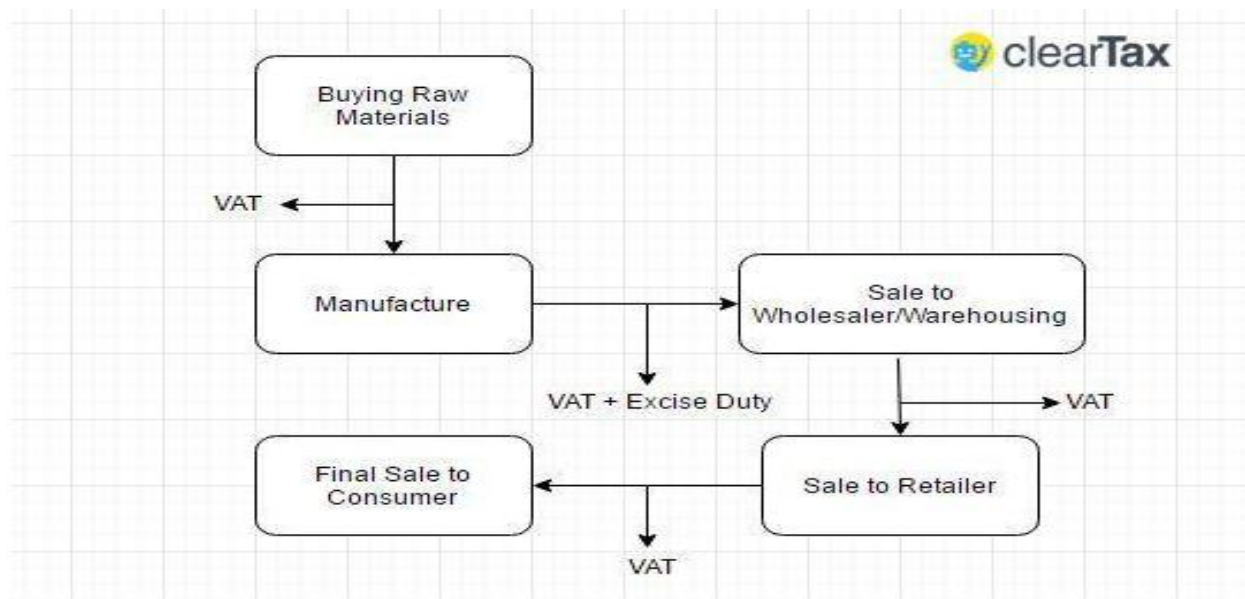 clearTax
Buying Raw
Materials
VAT
Manufacture
Sale to
Wholesaler/Warehousing
VAT + Excise Duty
VAT
Final Sale to
Consumer
Sale to Retailer
VAT